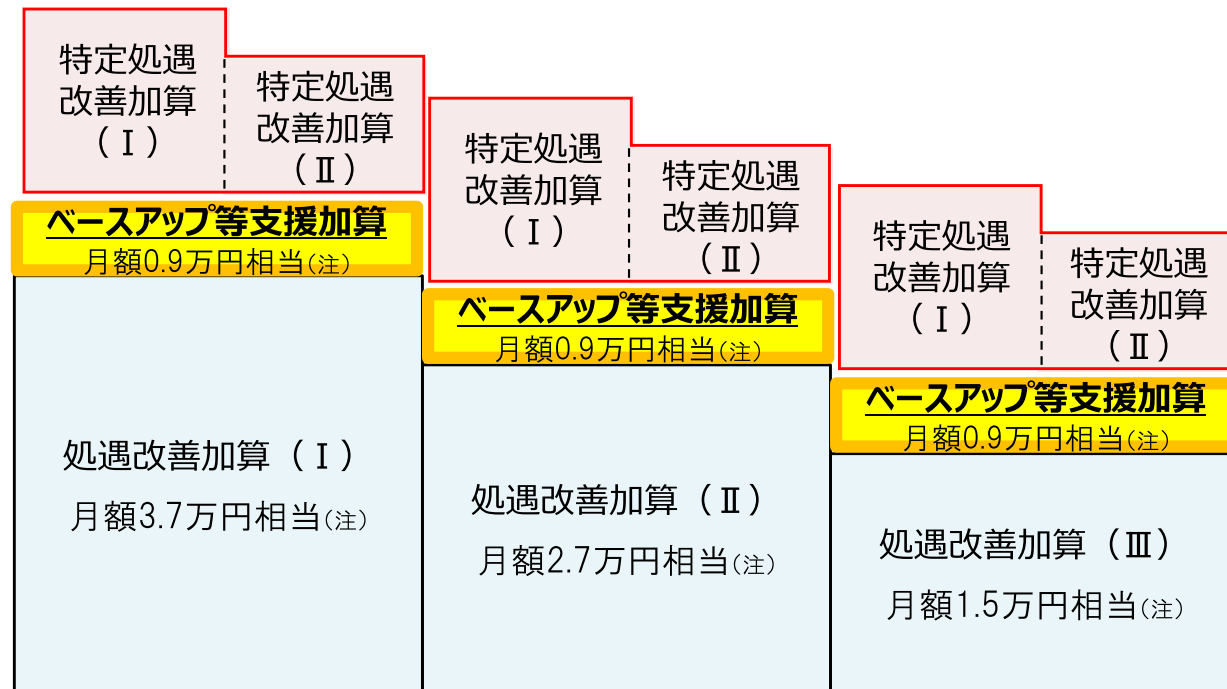 特定処遇
改善加算
（Ⅰ）
特定処遇
改善加算
（Ⅱ）
ベースアップ等支援加算
月額0.9万円相当(注)
処遇改善加算（Ⅰ）
月額3.7万円相当(注)
特定処遇
改善加算
（Ⅰ）
特定処遇
改善加算
（Ⅱ）
ベースアップ等支援加算
月額0.9万円相当(注)
処遇改善加算（Ⅱ）
月額2.7万円相当(注)
特定処遇
改善加算
（Ⅰ）
特定処遇
改善加算
（Ⅱ）
ベースアップ等支援加算
月額0.9万円相当(注)
処遇改善加算（Ⅲ）
月額1.5万円相当(注)